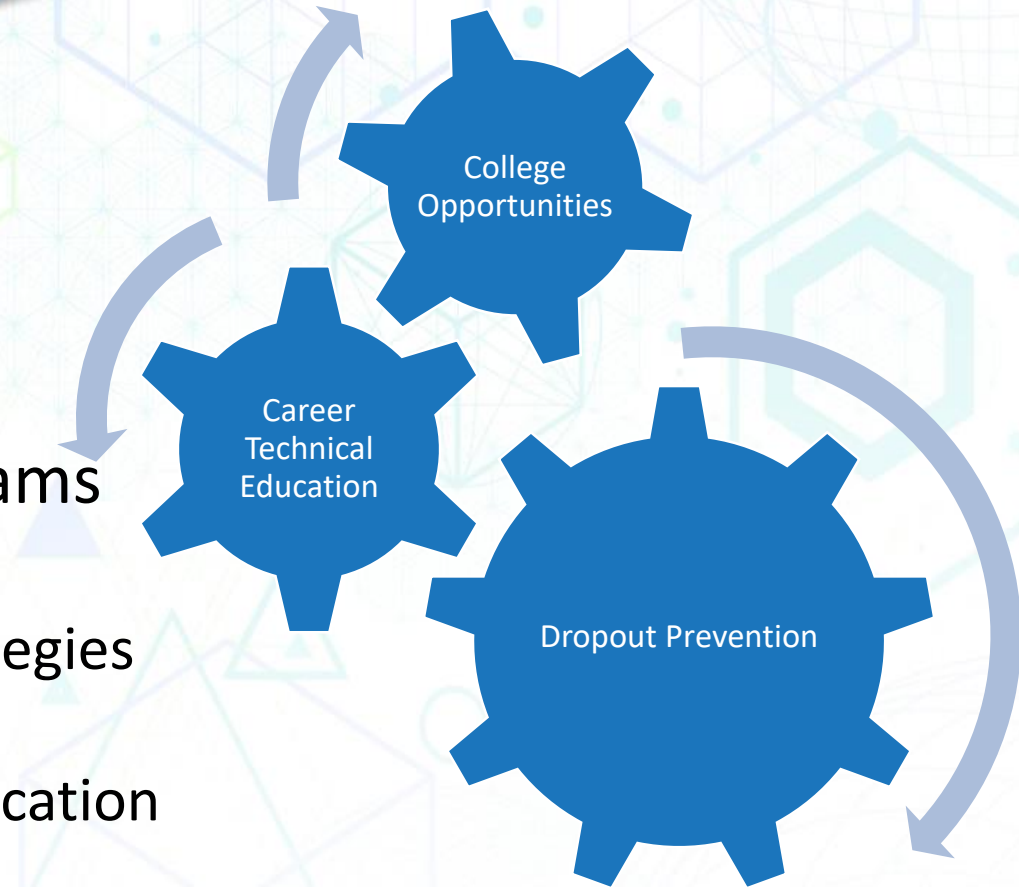 College
Opportunities
Career
Technical
Education
ams
egies
cation
Dropout Prevention